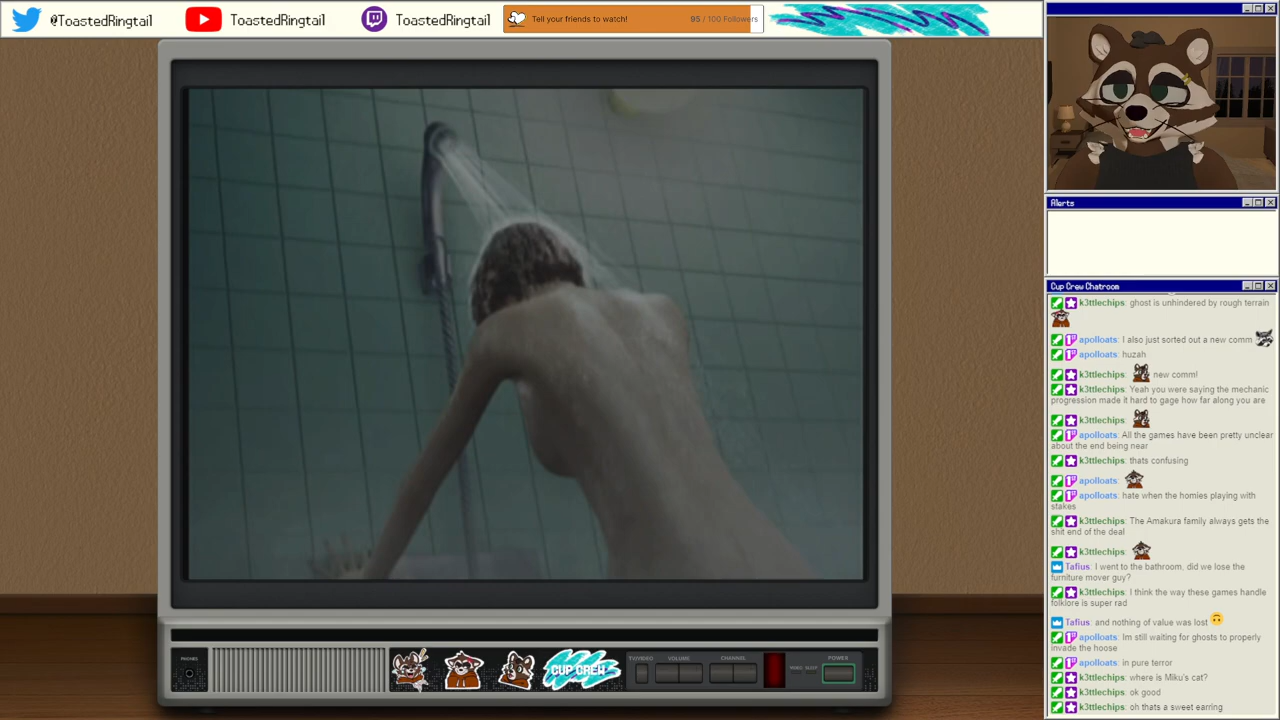 @ToastedRingtail
ToastedRingtail
ToastedRingtail
Tell your friends to watch!
95 / 100 Followers
Alerts
Cup Crew Chatroom
k3ttlechips: ghost is unhindered by rough terrain
apolloats: I also just sorted out a new comm
apolloats: huzah
k3ttlechips: new comm!
k3ttlechips: Yeah you were saying the mechanic
progression made it hard to gage how far along you are
k3ttlechips:
apolloats: All the games have been pretty unclear
about the end being near
k3ttlechips: thats confusing
apolloats:
apolloats: hate when the homies playing with
stakes
k3ttlechips: The Amakura family always gets the
shit end of the deal
k3ttlechips:
Tafius: I went to the bathroom, did we lose the
furniture mover guy?
k3ttlechips: I think the way these games handle
folklore is super rad
Tafius: and nothing of value was lost
apolloats: Im still waiting for ghosts to properly
invade the hoose
apolloats: in pure terror
k3ttlechips: where is Miku's cat?
k3ttlechips: ok good
k3ttlechips: oh thats a sweet earring
PHONES
CUP CREW
TV/VIDEO
VOLUME
CHANNEL
POWER